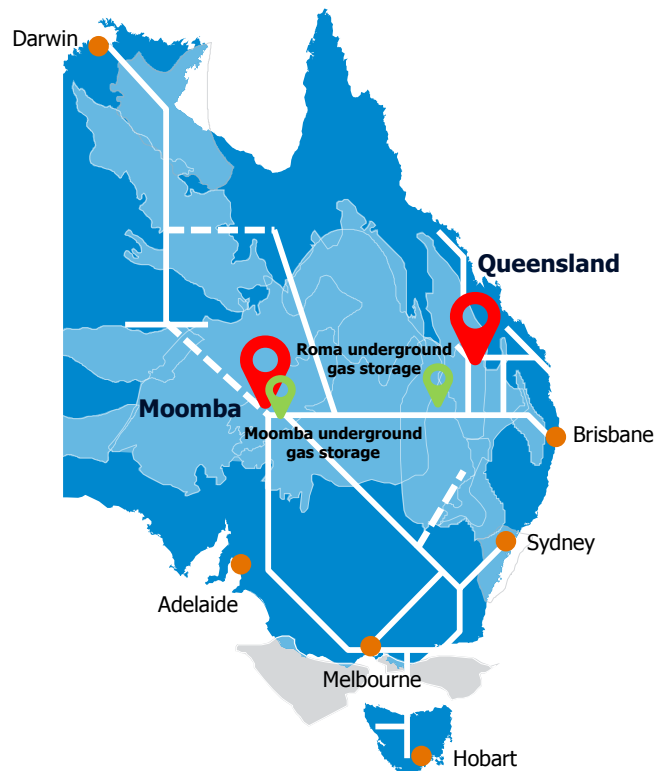 Darwin
Queensland
Roma underground
gas storage
Moomba
Moomba underground
gas storage
Brisbane
Sydney
Adelaide
Melbourne
Hobart